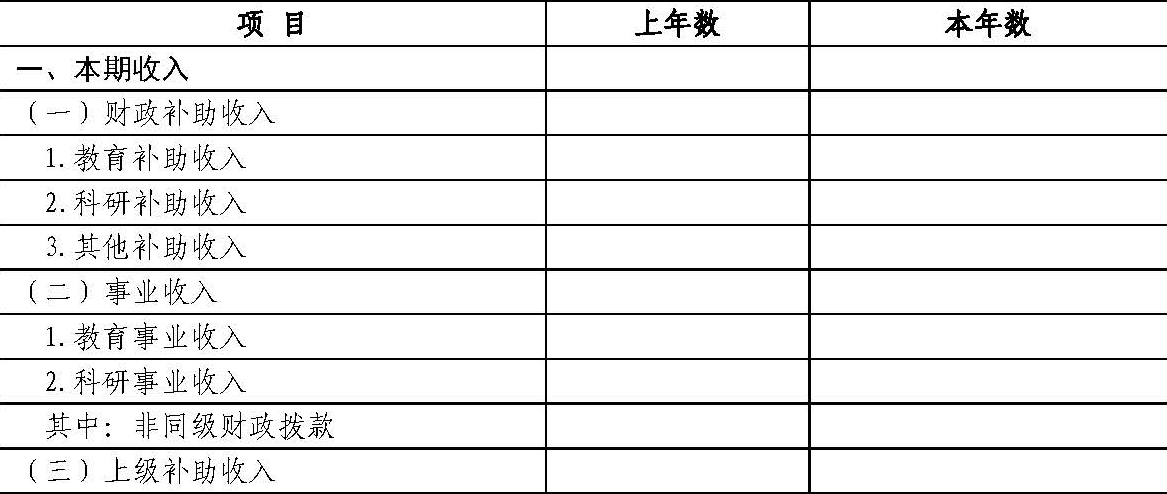 项 目 上年数 本年数
一、本期收入
（一）财政补助收入
1.教育补助收入
2.科研补助收入
3.其他补助收入
（二）事业收入
1.教育事业收入
2.科研事业收入
其中：非同级财政拨款
（三）上级补助收入